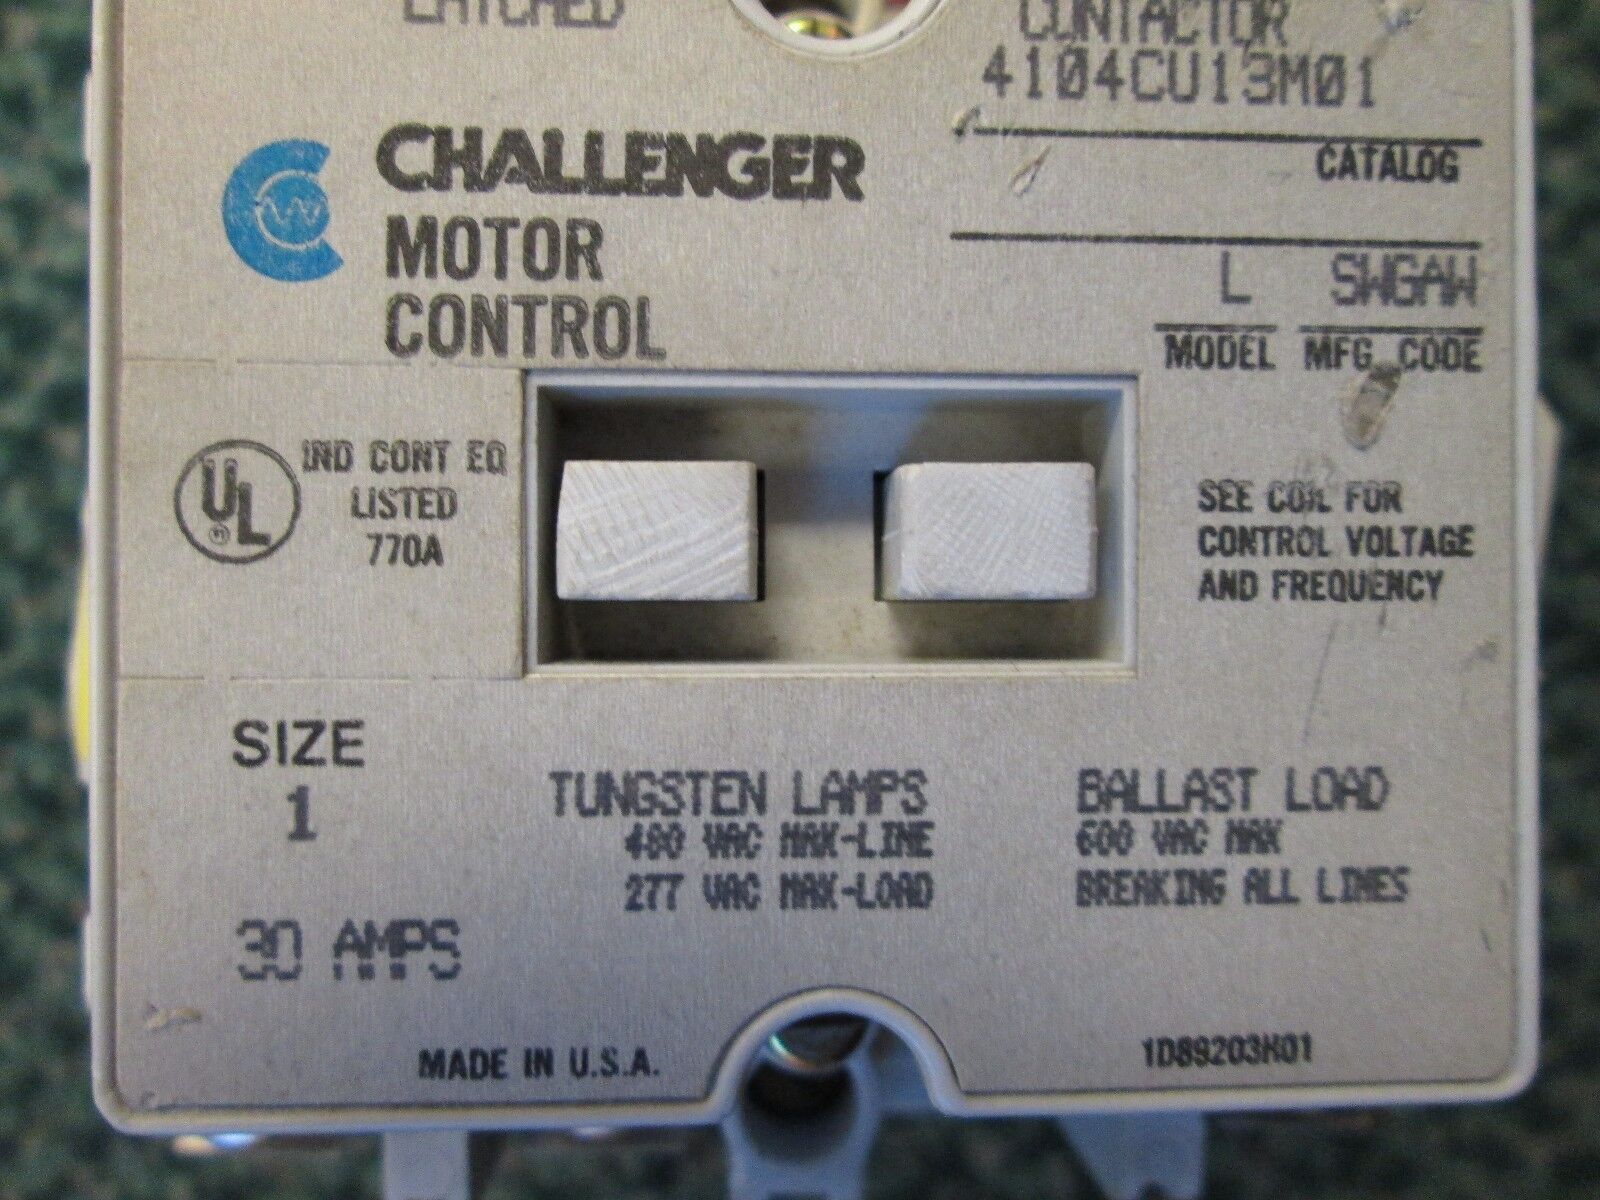 LATCHED
CONTACTOR
4104CU13M01
CATALOG
CHALLENGER
MOTOR
CONTROL
L SWGAW
MODEL MFG CODE
UL
IND CONT EQ
LISTED
770A
SEE COIL FOR
CONTROL VOLTAGE
AND FREQUENCY
SIZE
1
30 AMPS
TUNGSTEN LAMPS
480 VAC MAX-LINE
277 VAC MAX-LOAD
BALLAST LOAD
600 VAC MAX
BREAKING ALL LINES
MADE IN U.S.A.
1D89203H01